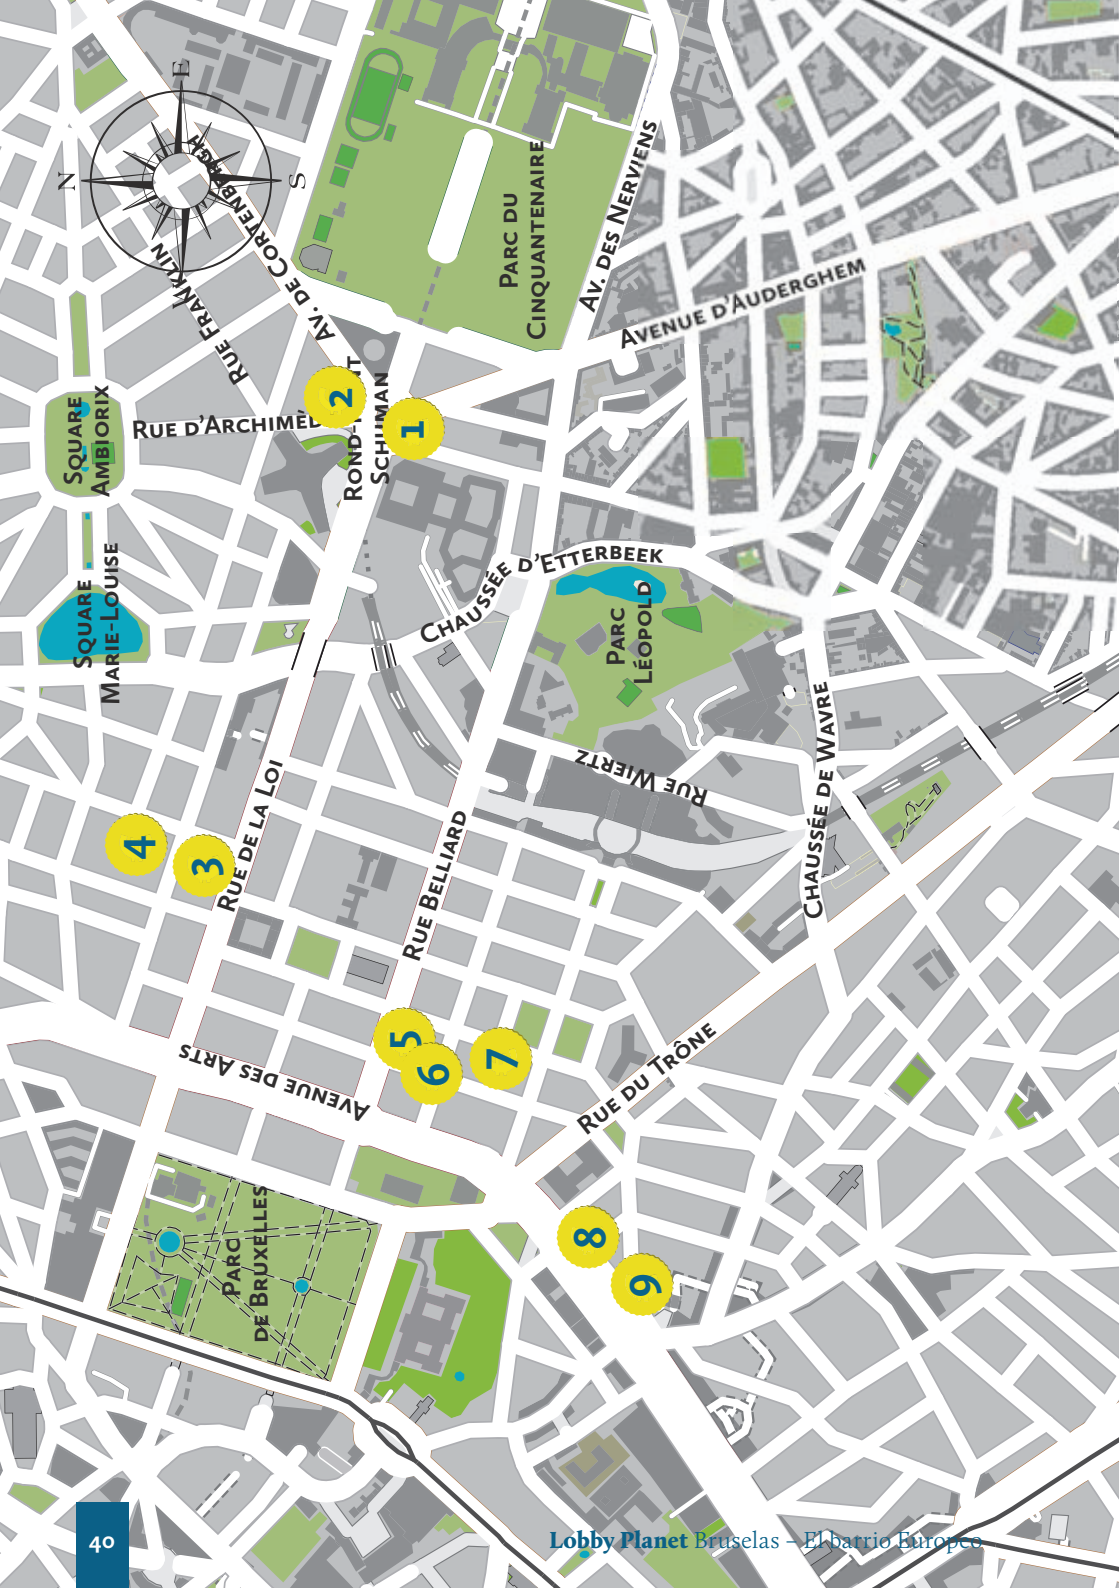 E
N
S
AV. DE CORTENBERGH
RUE FRANKLIN
PARC DU
CINQUANTENAIRE
AV. DES NERVIENS
AVENUE D'AUDERGHEM
SQUARE
AMBIORIX
RUE D'ARCHIMÈD
ROND-
SCHUMAN
2
1
SQUARE
MARIE-LOUISE
CHAUSSÉE D'ETTERBEEK
PARC
LÉOPOLD
RUE WIERTZ
CHAUSSÉE DE WAVRE
RUE DE LA LOI
RUE BELLIARD
4
3
AVENUE DES ARTS
5
6
7
RUE DU TRÔNE
PARC
DE BRUXELLES
8
9
40
Lobby Planet Bruselas – El barrio Europeo